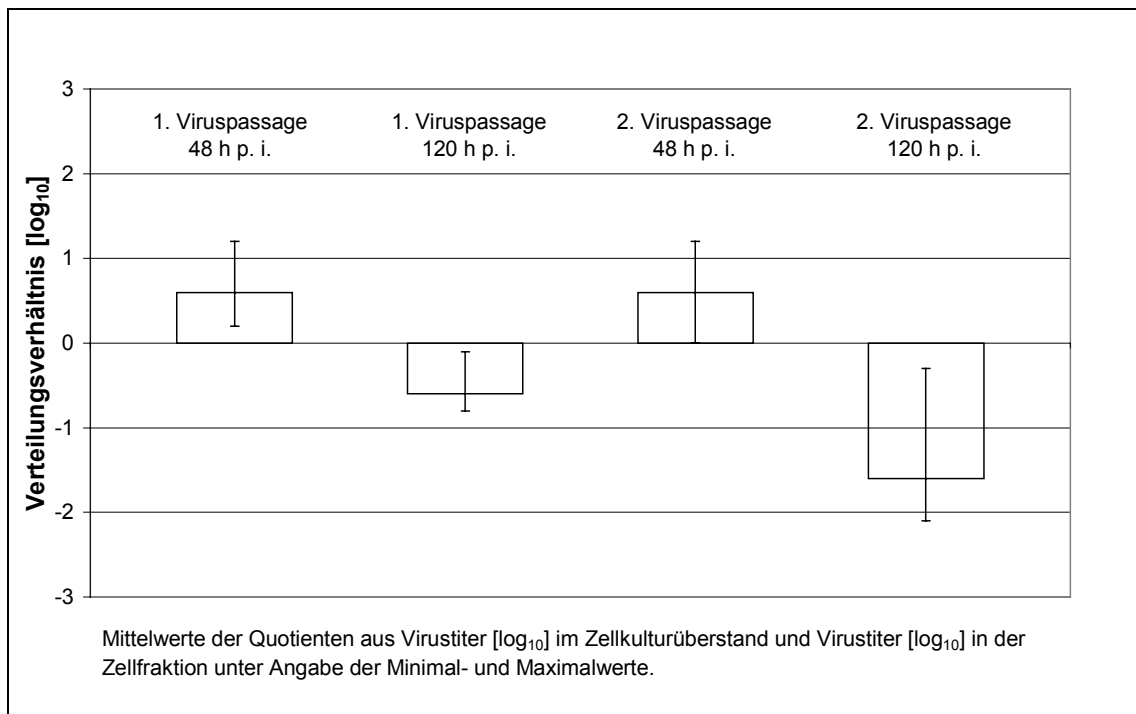 3
1. Viruspassage 1. Viruspassage 2. Viruspassage 2. Viruspassage
48 h p. i. 120 h p. i. 48 h p. i. 120 h p. i.
2
1
0
-1
-2
-3
Verteilungsverhältnis [log₁₀]
Mittelwerte der Quotienten aus Virustiter [log₁₀] im Zellkulturüberstand und Virustiter [log₁₀] in der
Zellfraktion unter Angabe der Minimal- und Maximalwerte.